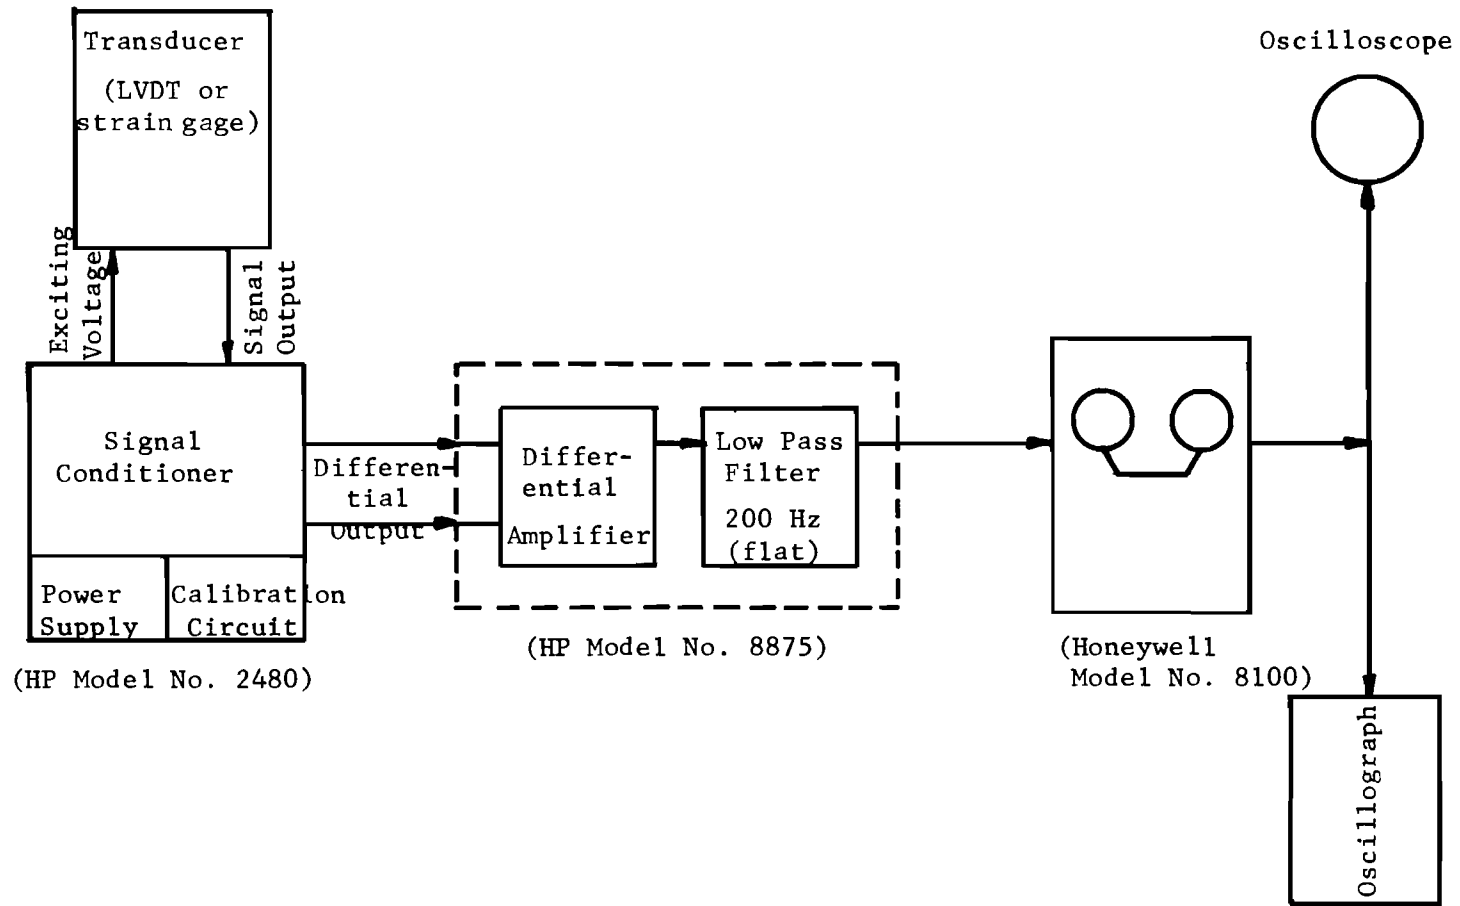 Transducer
(LVDT or
strain gage)
Oscilloscope
Exciting
Voltage
Signal
Output
Signal
Conditioner
Differen-
tial
Output
Differ-
ential
Amplifier
Low Pass
Filter
200 Hz
(flat)
Power
Supply
Calibration
Circuit
(HP Model No. 2480)
(HP Model No. 8875)
(Honeywell
Model No. 8100)
Oscillograph